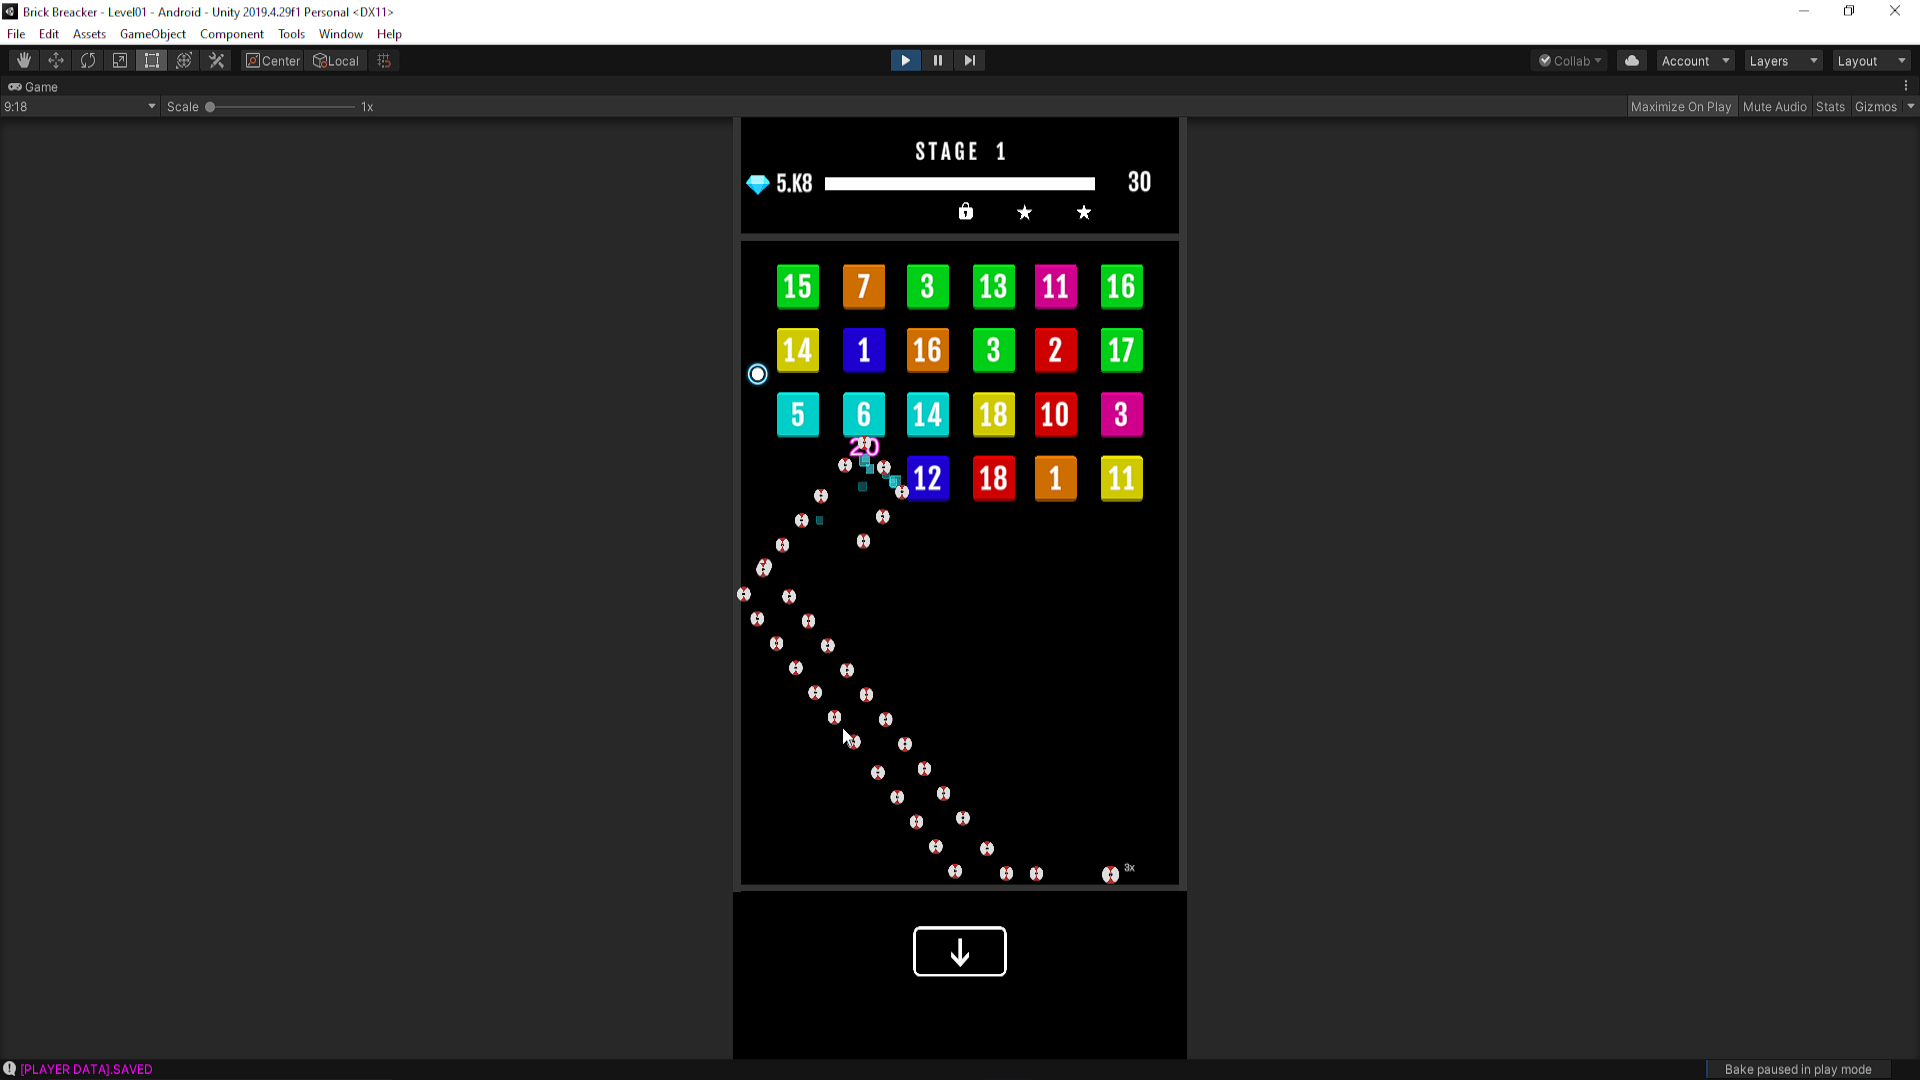 Brick Breacker - Level01 - Android - Unity 2019.4.29f1 Personal <DX11>
File Edit Assets GameObject Component Tools Window Help
Center Local Collab Account Layers Layout
Game
9:18 Scale 1x Maximize On Play Mute Audio Stats Gizmos
STAGE 1
5.K8 30
15 7 3 13 11 16
14 1 16 3 2 17
5 6 14 18 10 3
20
12 18 1 11
3x
[PLAYER DATA].SAVED Bake paused in play mode